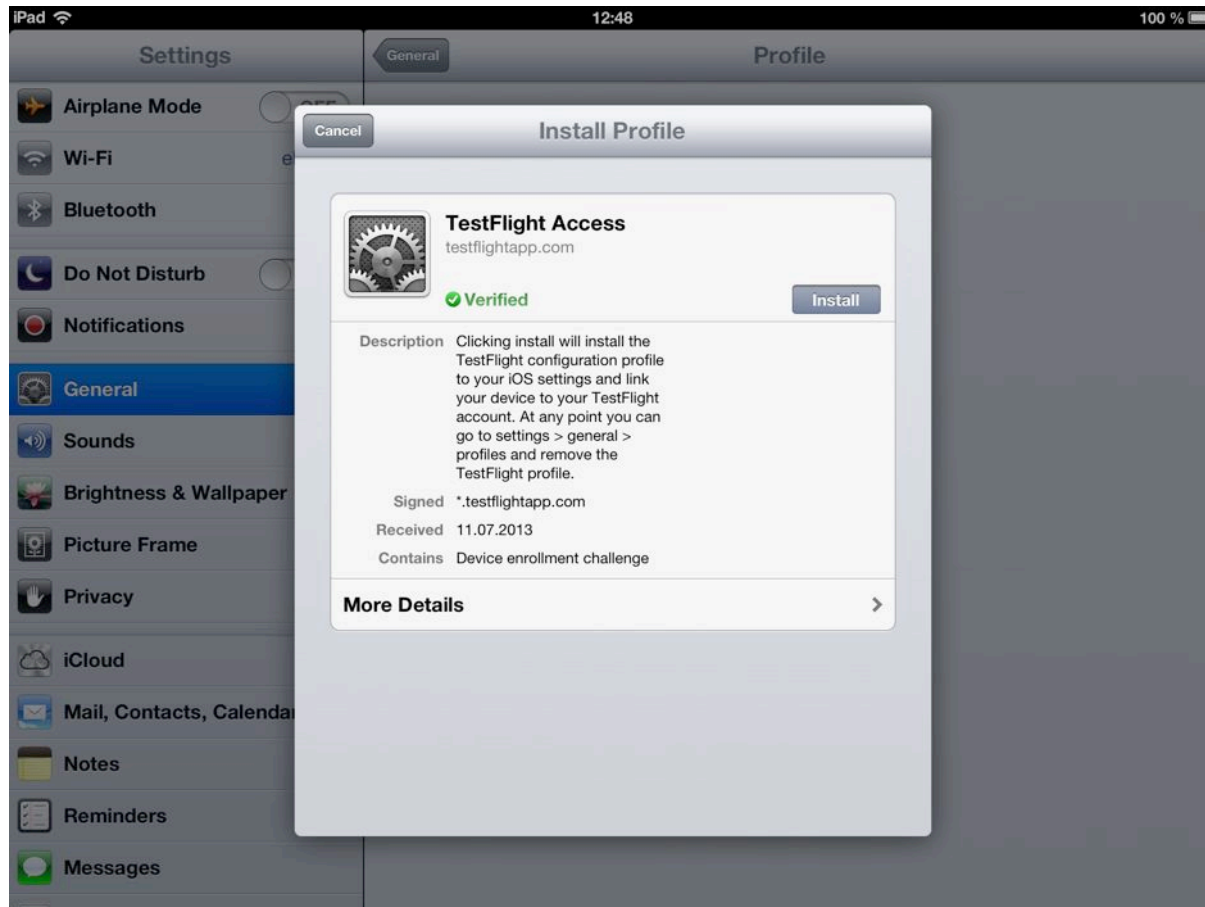 iPad 12:48 100 %
Settings
General
Profile
Airplane Mode
Wi-Fi
Bluetooth
Do Not Disturb
Notifications
General
Sounds
Brightness & Wallpaper
Picture Frame
Privacy
iCloud
Mail, Contacts, Calendar
Notes
Reminders
Messages
Cancel
Install Profile
TestFlight Access
testflightapp.com
Verified
Install
Description Clicking install will install the
TestFlight configuration profile
to your iOS settings and link
your device to your TestFlight
account. At any point you can
go to settings > general >
profiles and remove the
TestFlight profile.
Signed *.testflightapp.com
Received 11.07.2013
Contains Device enrollment challenge
More Details